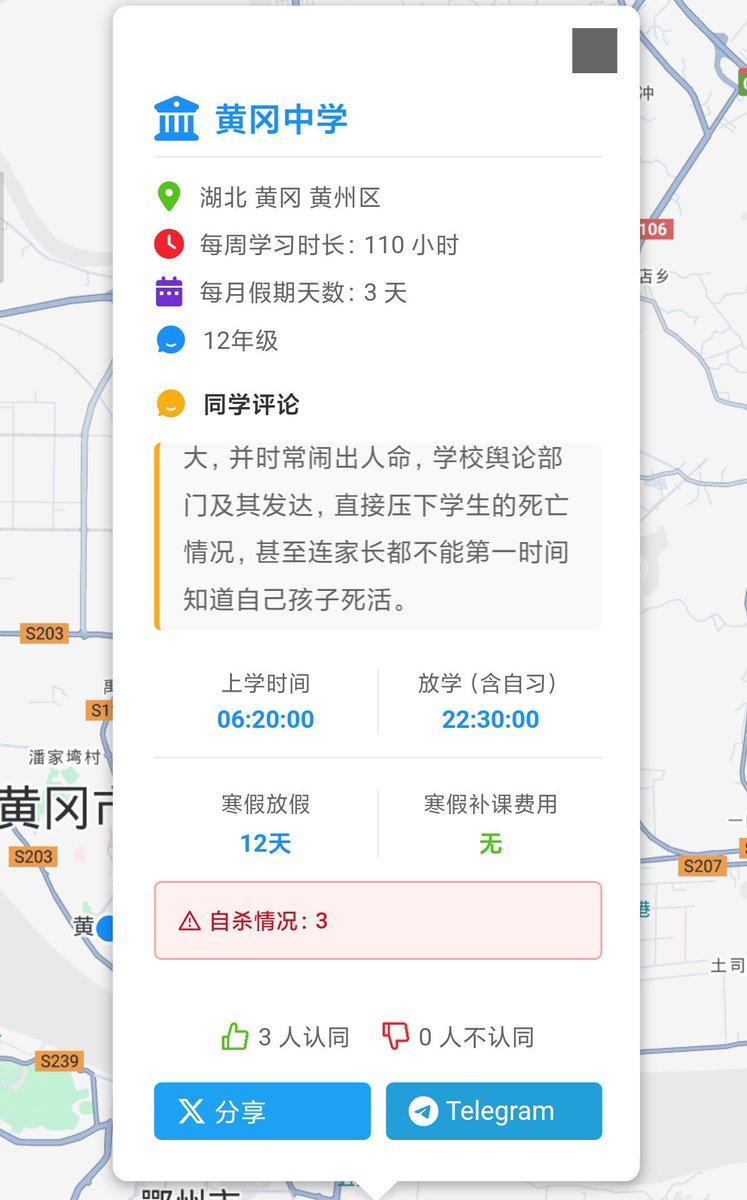 黄冈中学
湖北 黄冈 黄州区
每周学习时长: 110 小时
每月假期天数: 3 天
12年级
同学评论
大, 并时常闹出人命, 学校舆论部
门及其发达, 直接压下学生的死亡
情况, 甚至连家长都不能第一时间
知道自己孩子死活。
上学时间
放学 (含自习)
06:20:00
22:30:00
寒假放假
寒假补课费用
12天
无
自杀情况: 3
3 人认同
0 人不认同
分享
Telegram
冲
106
店乡
S203
S11
潘家塆村
黄冈市
S203
黄
S239
S207
港
土司
鄂州市